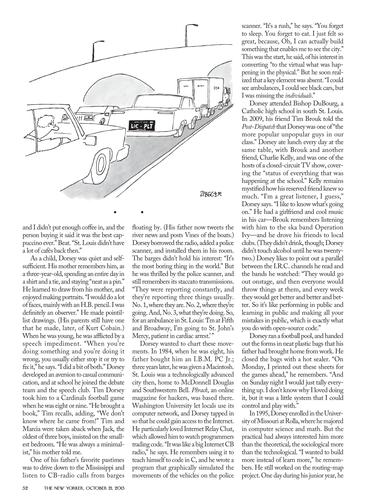 LIC·PLT
ZIEGLER
and I didn't put enough coffee in, and the
person buying it said it was the best cap-
puccino ever." Beat. "St. Louis didn't have
a lot of cafés back then."
As a child, Dorsey was quiet and self-
sufficient. His mother remembers him, as
a three-year-old, spending an entire day in
a shirt and a tie, and staying "neat as a pin."
He learned to draw from his mother, and
enjoyed making portraits. "I would do a lot
of faces, mainly with an H.B. pencil. I was
definitely an observer." He made pointil-
list drawings. (His parents still have one
that he made, later, of Kurt Cobain.)
When he was young, he was afflicted by a
speech impediment. "When you're
doing something and you're doing it
wrong, you usually either stop it or try to
fix it," he says. "I did a bit of both." Dorsey
developed an aversion to casual communi-
cation, and at school he joined the debate
team and the speech club. Tim Dorsey
took him to a Cardinals football game
when he was eight or nine. "He brought a
book," Tim recalls, adding, "We don't
know where he came from!" Tim and
Marcia were taken aback when Jack, the
oldest of three boys, insisted on the small-
est bedroom. "He was always a minimal-
ist," his mother told me.
One of his father's favorite pastimes
was to drive down to the Mississippi and
listen to CB-radio calls from barges
floating by. (His father now tweets the
river news and posts Vines of the boats.)
Dorsey borrowed the radio, added a police
scanner, and installed them in his room.
The barges didn't hold his interest: "It's
the most boring thing in the world." But
he was thrilled by the police scanner, and
still remembers its staccato transmissions.
"They were reporting constantly, and
they're reporting three things usually.
No. 1, where they are. No. 2, where they're
going. And, No. 3, what they're doing. So,
for an ambulance in St. Louis: 'I'm at Fifth
and Broadway, I'm going to St. John's
Mercy, patient in cardiac arrest.' "
Dorsey wanted to chart these move-
ments. In 1984, when he was eight, his
father bought him an I.B.M. PC Jr.;
three years later, he was given a Macintosh.
St. Louis was a technologically advanced
city then, home to McDonnell Douglas
and Southwestern Bell. Phrack, an online
magazine for hackers, was based there.
Washington University let locals use its
computer network, and Dorsey tapped in
so that he could gain access to the Internet.
He particularly loved Internet Relay Chat,
which allowed him to watch programmers
trading code. "It was like a big Internet CB
radio," he says. He remembers using it to
teach himself to code in C, and he wrote a
program that graphically simulated the
movements of the vehicles on the police
scanner. "It's a rush," he says. "You forget
to sleep. You forget to eat. I just felt so
great, because, Oh, I can actually build
something that enables me to see the city."
This was the start, he said, of his interest in
converting "to the virtual what was hap-
pening in the physical." But he soon real-
ized that a key element was absent. "I could
see ambulances, I could see black cars, but
I was missing the individuals."
Dorsey attended Bishop DuBourg, a
Catholic high school in south St. Louis.
In 2009, his friend Tim Brouk told the
Post-Dispatch that Dorsey was one of "the
more popular unpopular guys in our
class." Dorsey ate lunch every day at the
same table, with Brouk and another
friend, Charlie Kelly, and was one of the
hosts of a closed-circuit TV show, cover-
ing the "status of everything that was
happening at the school." Kelly remains
mystified how his reserved friend knew so
much. "I'm a great listener, I guess,"
Dorsey says. "I like to know what's going
on." He had a girlfriend and cool music
in his car—Brouk remembers listening
with him to the ska band Operation
Ivy—and he drove his friends to local
clubs. (They didn't drink, though; Dorsey
didn't touch alcohol until he was twenty-
two.) Dorsey likes to point out a parallel
between the I.R.C. channels he read and
the bands he watched: "They would go
out onstage, and then everyone would
throw things at them, and every week
they would get better and better and bet-
ter. So it's like performing in public and
learning in public and making all your
mistakes in public, which is exactly what
you do with open-source code."
Dorsey ran a football pool, and handed
out the forms in neat plastic bags that his
father had brought home from work. He
closed the bags with a hot sealer. "On
Monday, I printed out these sheets for
the games ahead," he remembers. "And
on Sunday night I would just tally every-
thing up. I don't know why I loved doing
it, but it was a little system that I could
control and play with."
In 1995, Dorsey enrolled in the Univer-
sity of Missouri at Rolla, where he majored
in computer science and math. But the
practical had always interested him more
than the theoretical, the sociological more
than the technological. "I wanted to build
more instead of learn more," he remem-
bers. He still worked on the routing-map
project. One day during his junior year, he
52 THE NEW YORKER, OCTOBER 21, 2013